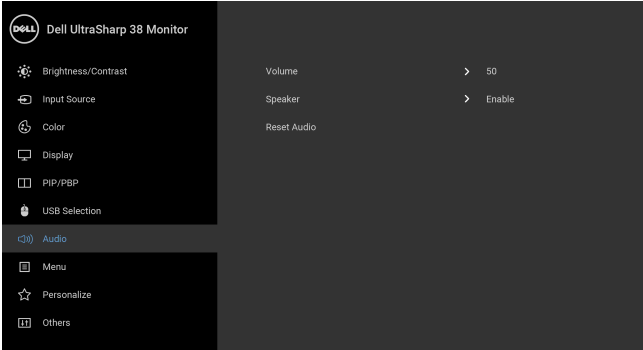 DELL Dell UltraSharp 38 Monitor
Brightness/Contrast
Input Source
Color
Display
PIP/PBP
USB Selection
Audio
Menu
Personalize
Others
Volume 50
Speaker Enable
Reset Audio